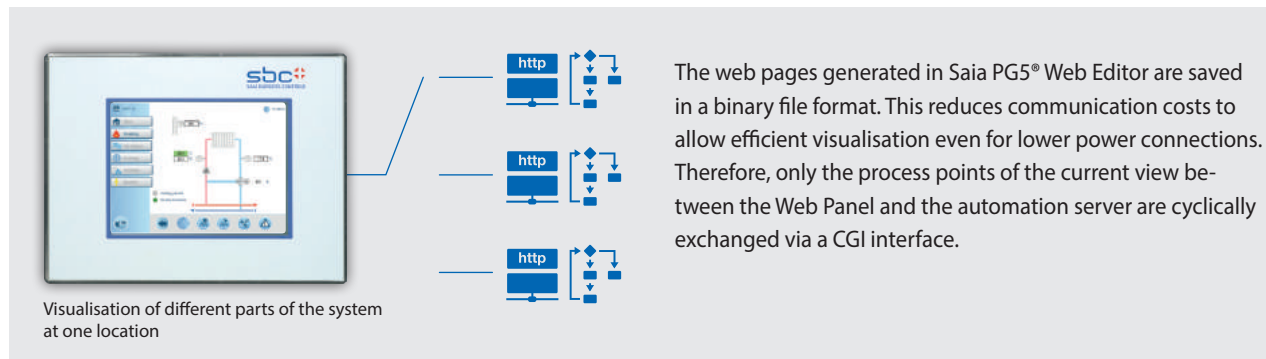 sbc
SAIA BURGESS CONTROLS
http
http
http
Visualisation of different parts of the system
at one location
The web pages generated in Saia PG5® Web Editor are saved
in a binary file format. This reduces communication costs to
allow efficient visualisation even for lower power connections.
Therefore, only the process points of the current view be-
tween the Web Panel and the automation server are cyclically
exchanged via a CGI interface.